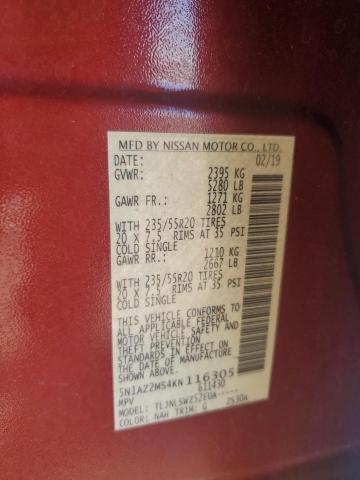 MFD BY NISSAN MOTOR CO., LTD.
DATE: 02/19
GVWR: 2395 KG
5280 LB
GAWR FR.: 1271 KG
2802 LB
WITH 235/55R20 TIRES
20 X 7.5 RIMS AT 35 PSI
COLD SINGLE
GAWR RR.: 1210 KG
2667 LB
WITH 235/55R20 TIRES
20 X 7.5 RIMS AT 35 PSI
COLD SINGLE
THIS VEHICLE CONFORMS TO
ALL APPLICABLE U.S. FEDERAL
MOTOR VEHICLE SAFETY AND
THEFT PREVENTION
STANDARDS IN EFFECT ON
THE DATE OF MANUFACTURE
5N1AZ2MS4KN116305
MPV 611430
MODEL: TLJNLSWZ52EUA-----
COLOR: NAH TRIM: G 2530A